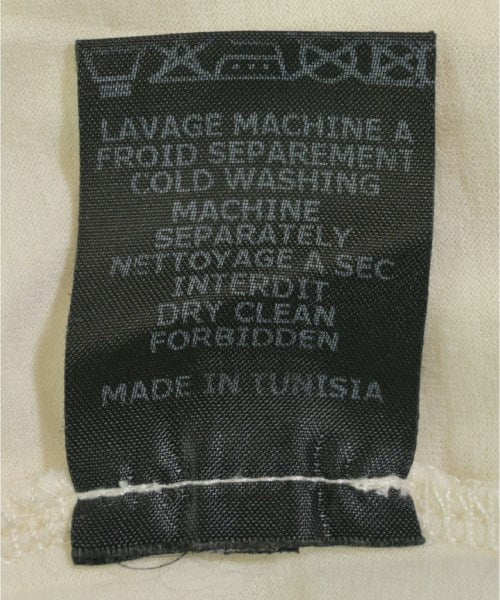 LAVAGE MACHINE A
FROID SEPAREMENT
COLD WASHING
MACHINE
SEPARATELY
NETTOYAGE A SEC
INTERDIT
DRY CLEAN
FORBIDDEN
MADE IN TUNISIA